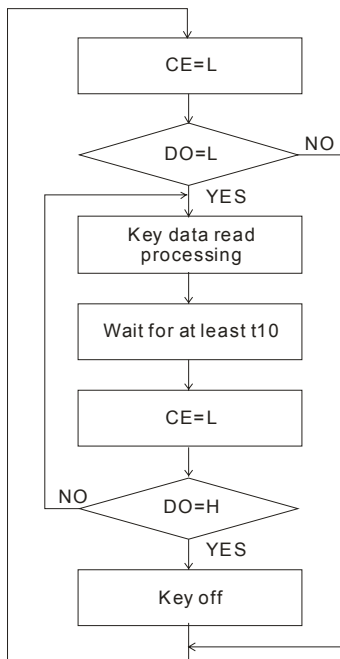 CE=L
DO=L
NO
YES
Key data read
processing
Wait for at least t10
CE=L
NO
DO=H
YES
Key off